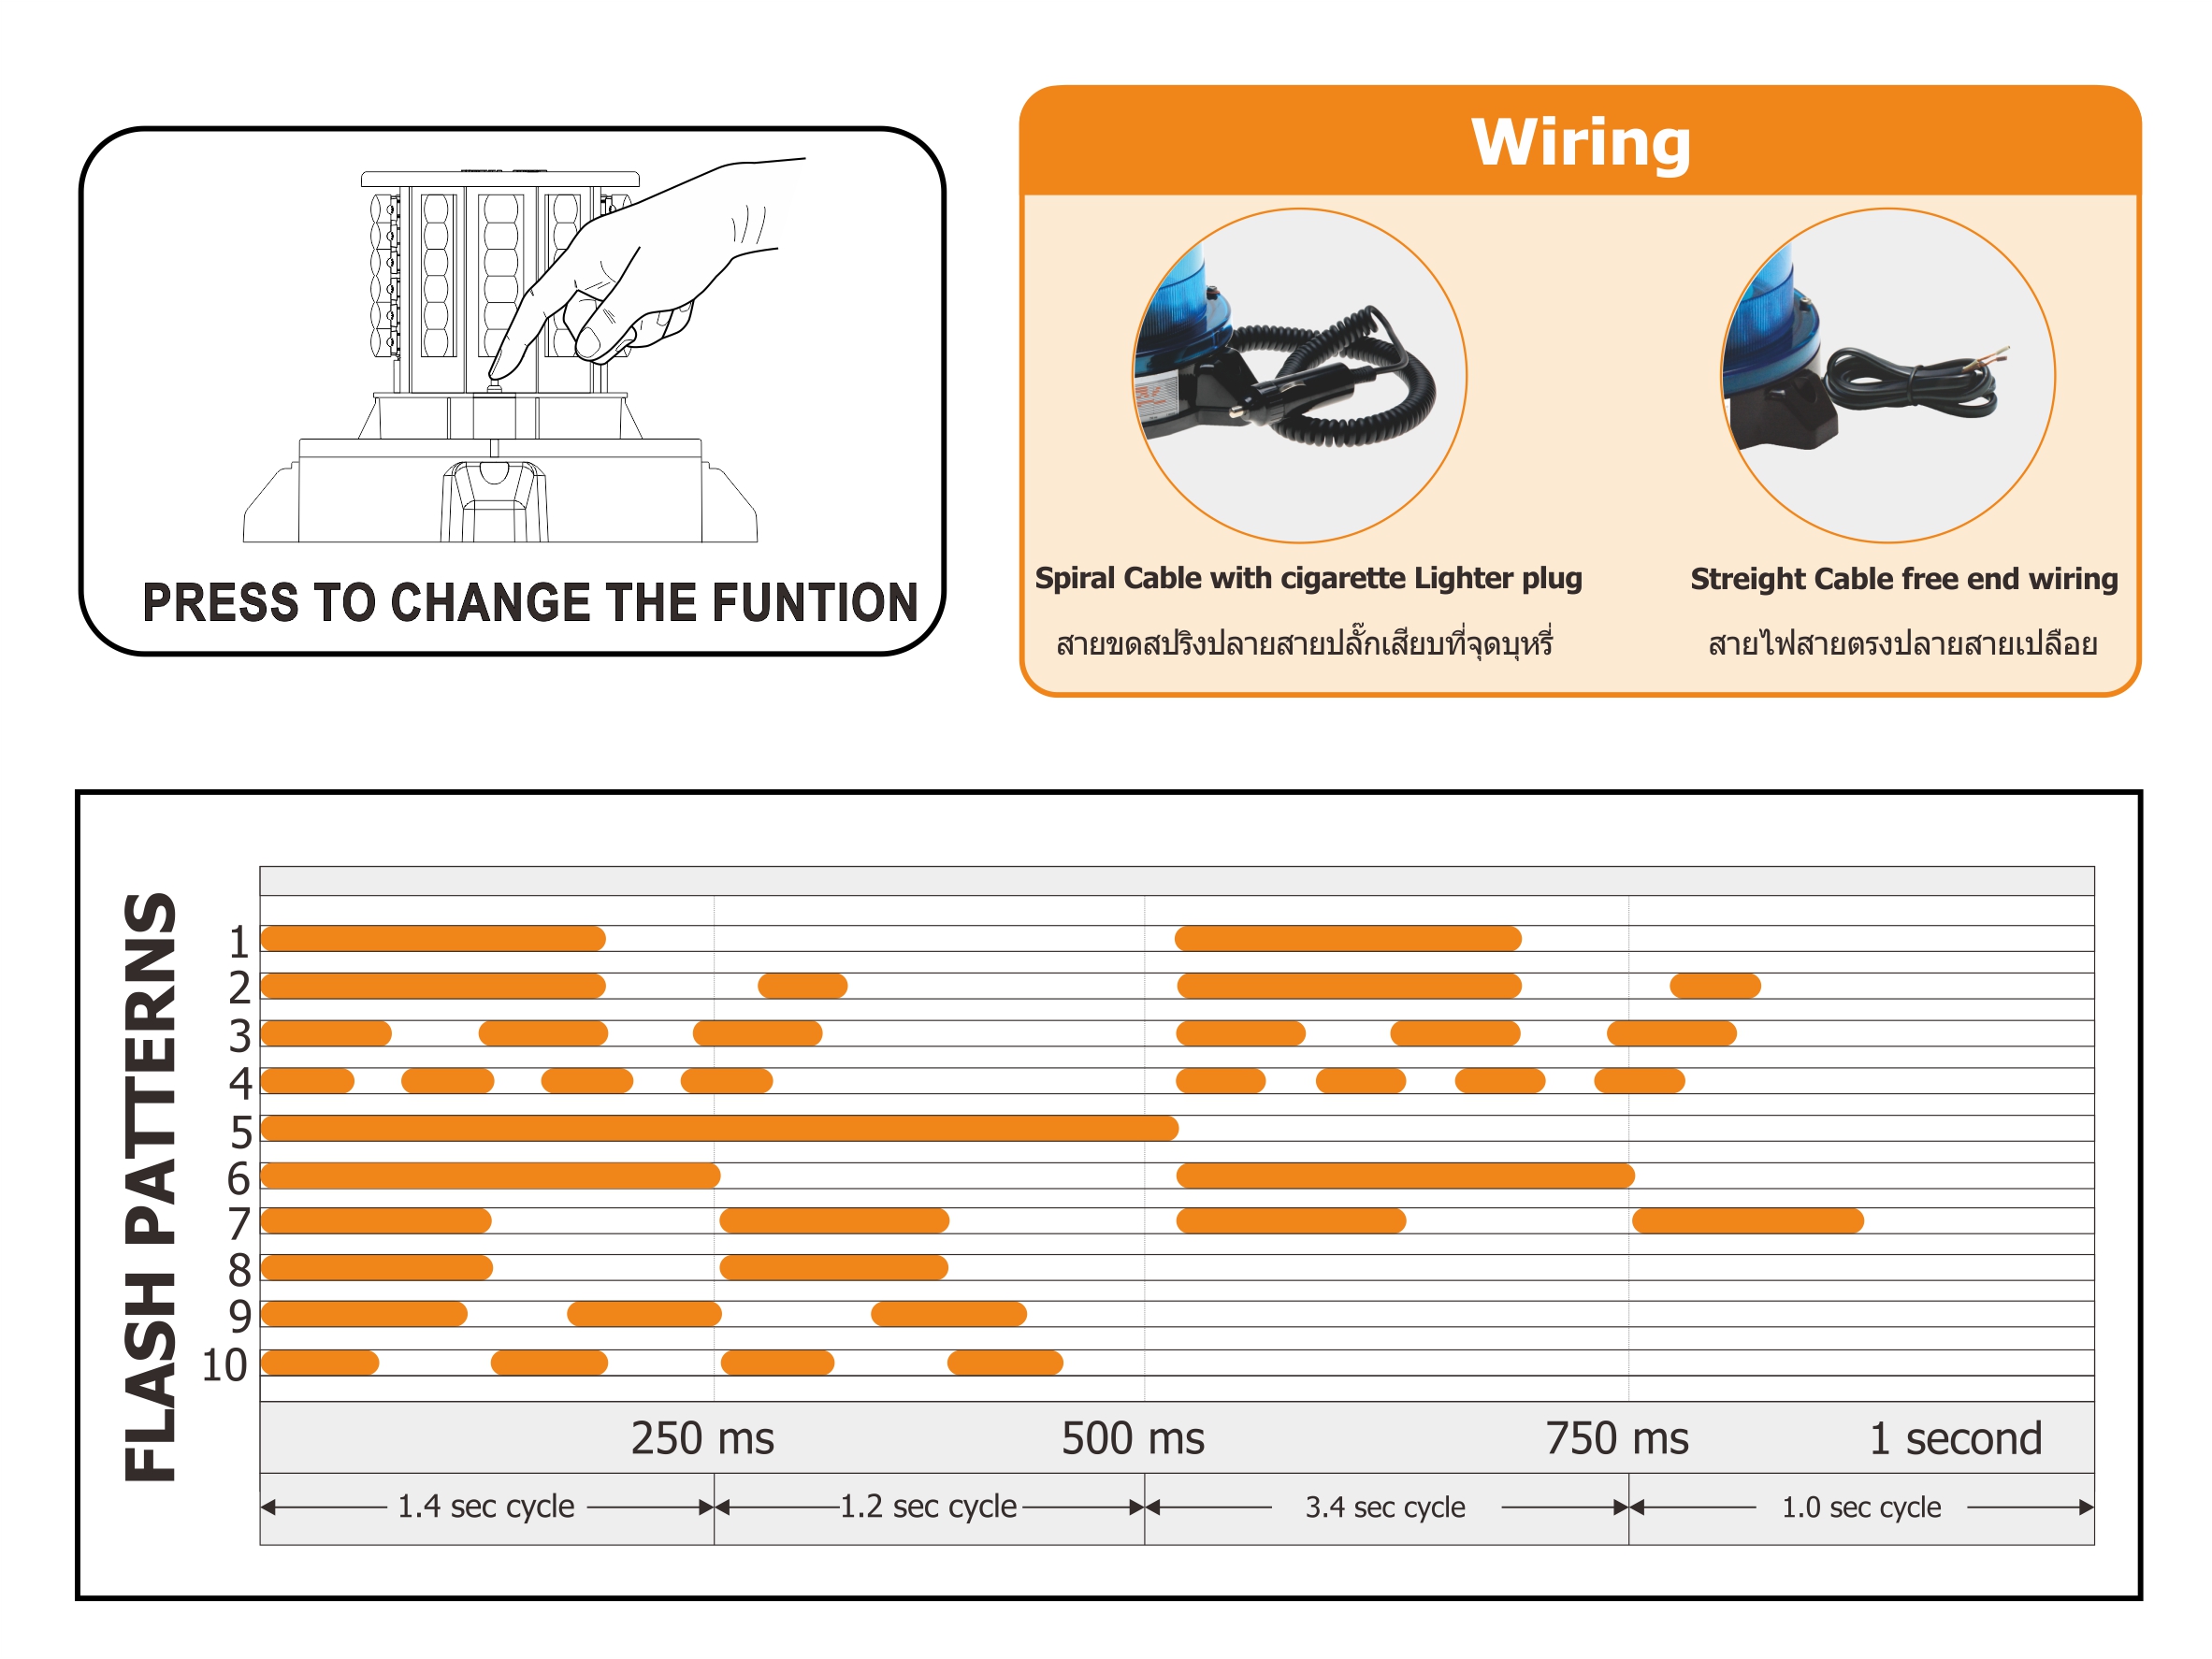 PRESS TO CHANGE THE FUNTION
Wiring
Spiral Cable with cigarette Lighter plug
สายขดสปริงปลายสายปลั๊กเสียบที่จุดบุหรี่
Streight Cable free end wiring
สายไฟสายตรงปลายสายเปลือย
FLASH PATTERNS
1
2
3
4
5
6
7
8
9
10
250 ms 500 ms 750 ms 1 second
1.4 sec cycle 1.2 sec cycle 3.4 sec cycle 1.0 sec cycle